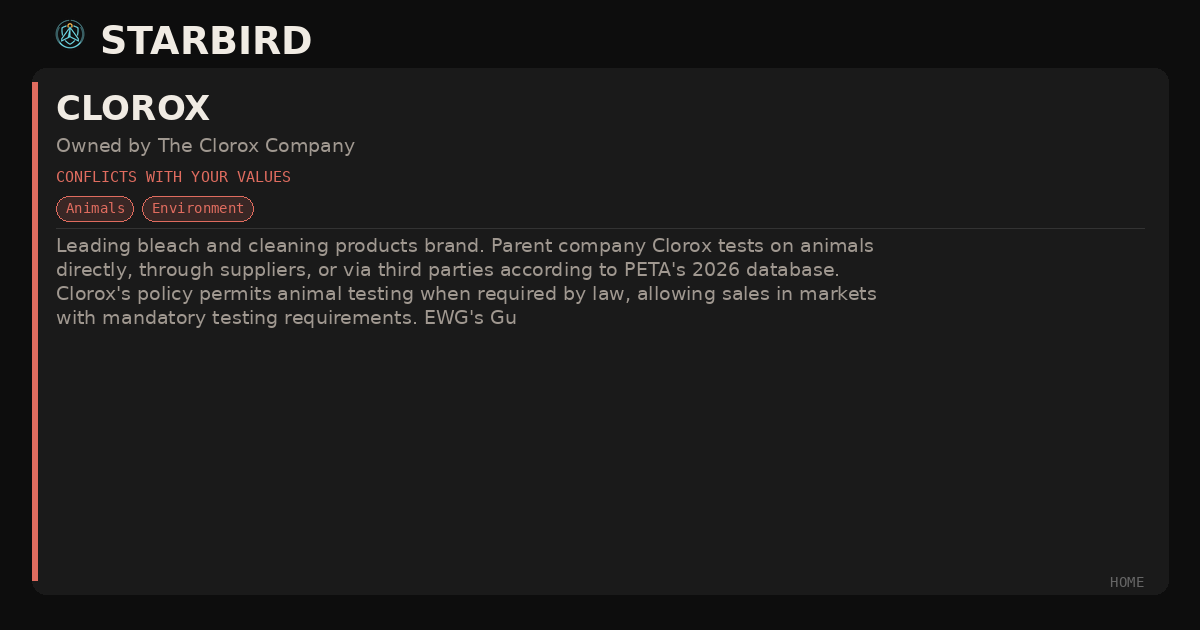 STARBIRD
CLOROX
Owned by The Clorox Company
CONFLICTS WITH YOUR VALUES
Animals Environment
Leading bleach and cleaning products brand. Parent company Clorox tests on animals
directly, through suppliers, or via third parties according to PETA's 2026 database.
Clorox's policy permits animal testing when required by law, allowing sales in markets
with mandatory testing requirements. EWG's Gu
HOME